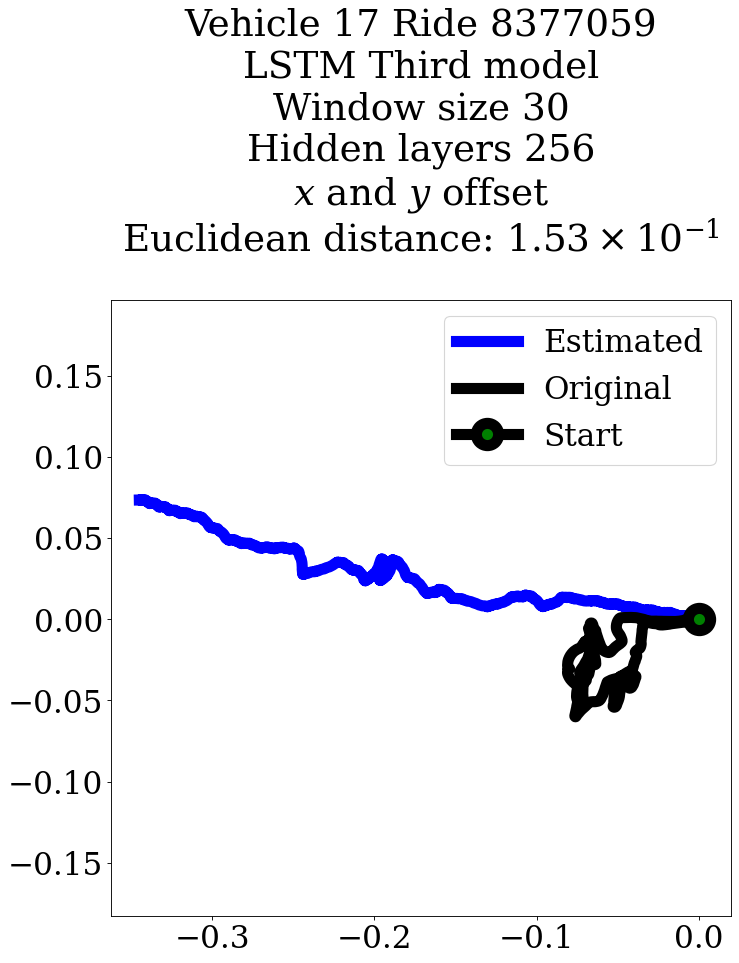 Vehicle 17 Ride 8377059
LSTM Third model
Window size 30
Hidden layers 256
x and y offset
Euclidean distance: 1.53 × 10⁻¹
Estimated
Original
Start
0.15
0.10
0.05
0.00
−0.05
−0.10
−0.15
−0.3 −0.2 −0.1 0.0